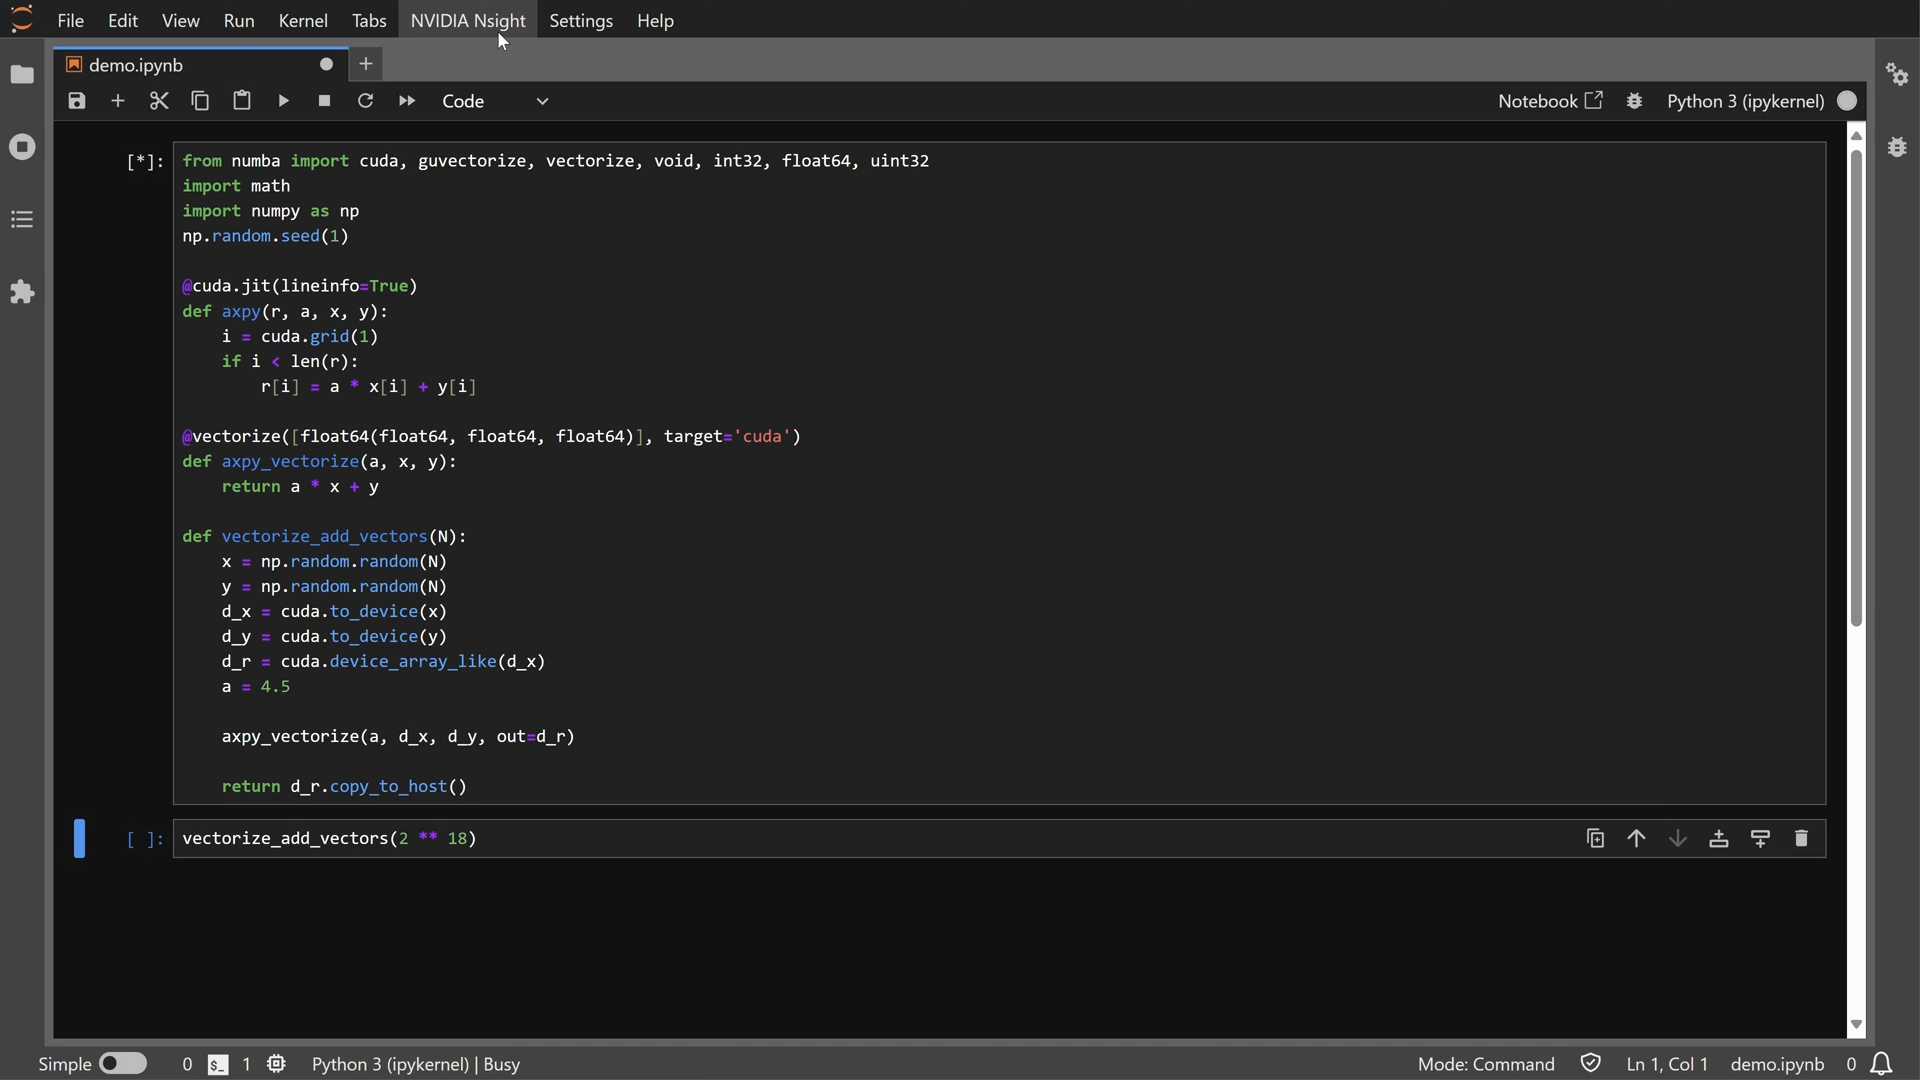 File Edit View Run Kernel Tabs NVIDIA Nsight Settings Help
demo.ipynb
Code Notebook Python 3 (ipykernel)
[*]: from numba import cuda, guvectorize, vectorize, void, int32, float64, uint32
import math
import numpy as np
np.random.seed(1)
@cuda.jit(lineinfo=True)
def axpy(r, a, x, y):
    i = cuda.grid(1)
    if i < len(r):
        r[i] = a * x[i] + y[i]
@vectorize([float64(float64, float64, float64)], target='cuda')
def axpy_vectorize(a, x, y):
    return a * x + y
def vectorize_add_vectors(N):
    x = np.random.random(N)
    y = np.random.random(N)
    d_x = cuda.to_device(x)
    d_y = cuda.to_device(y)
    d_r = cuda.device_array_like(d_x)
    a = 4.5
    axpy_vectorize(a, d_x, d_y, out=d_r)
    return d_r.copy_to_host()
[ ]: vectorize_add_vectors(2 ** 18)
Simple 0 $_ 1 Python 3 (ipykernel) | Busy Mode: Command Ln 1, Col 1 demo.ipynb 0